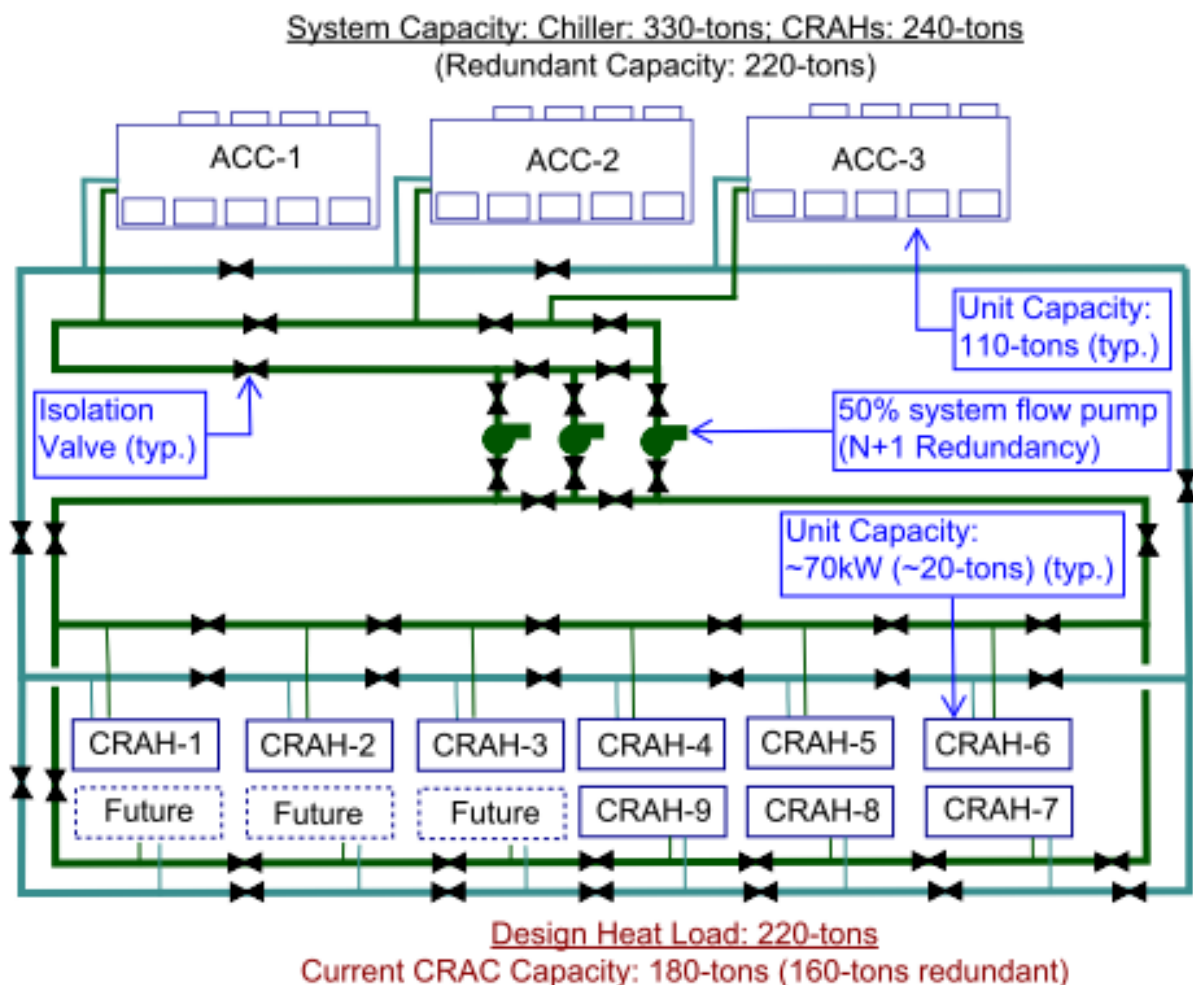 System Capacity: Chiller: 330-tons; CRAHs: 240-tons
(Redundant Capacity: 220-tons)
ACC-1
ACC-2
ACC-3
Unit Capacity:
110-tons (typ.)
Isolation
Valve (typ.)
50% system flow pump
(N+1 Redundancy)
Unit Capacity:
~70kW (~20-tons) (typ.)
CRAH-1
CRAH-2
CRAH-3
CRAH-4
CRAH-5
CRAH-6
Future
Future
Future
CRAH-9
CRAH-8
CRAH-7
Design Heat Load: 220-tons
Current CRAC Capacity: 180-tons (160-tons redundant)